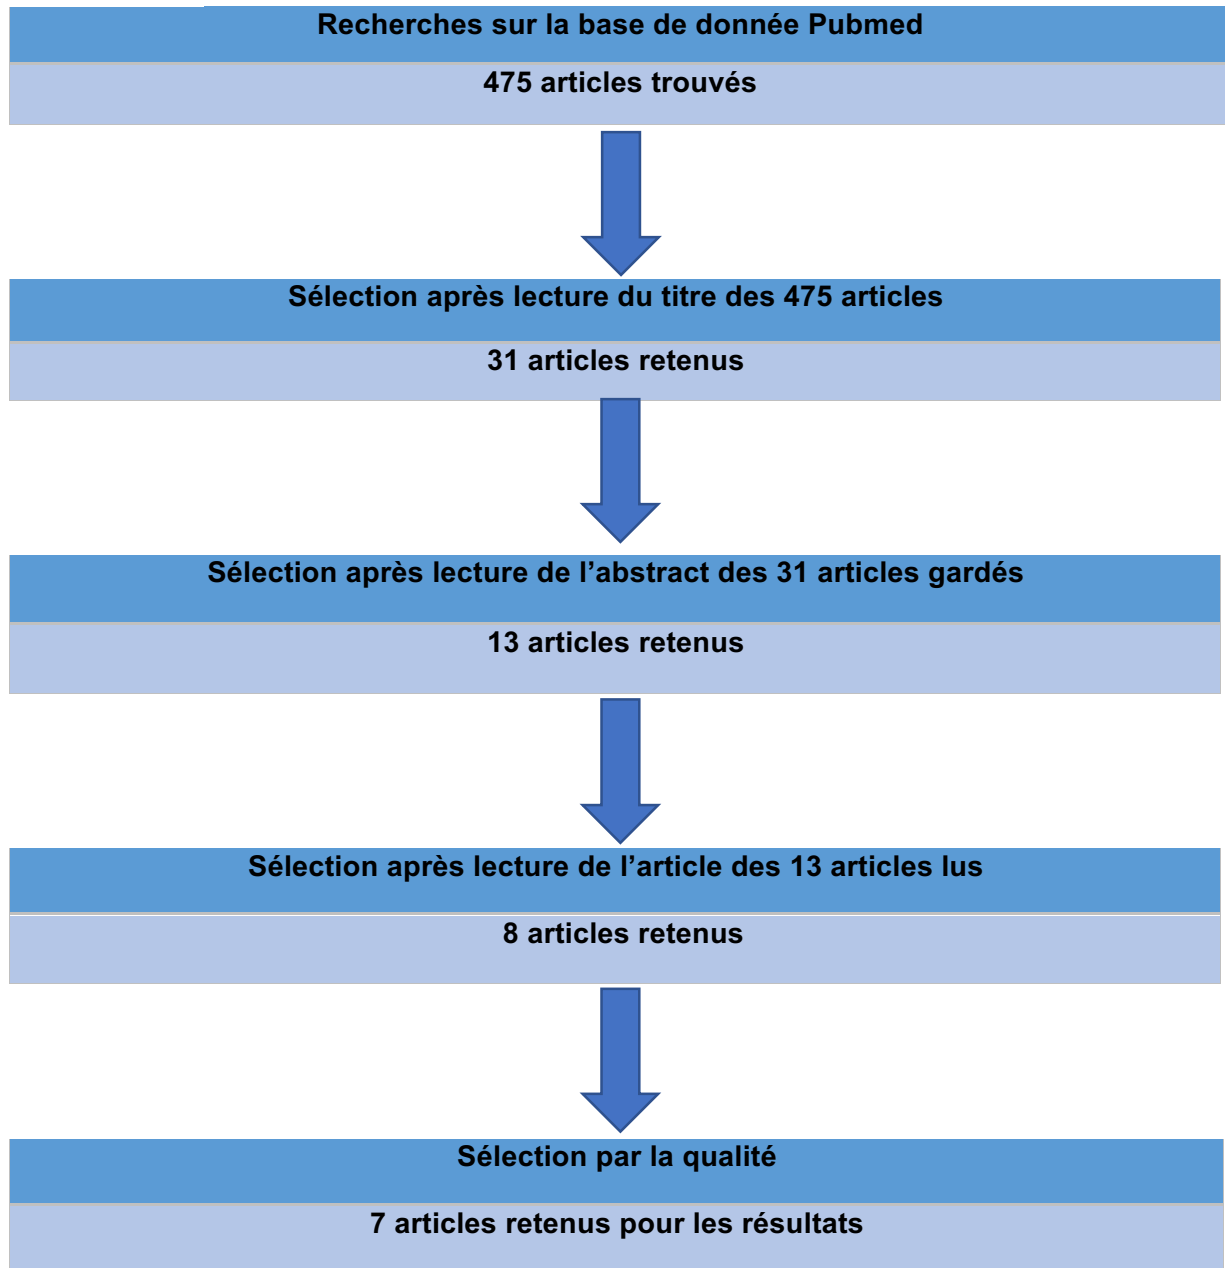 Recherches sur la base de donnée Pubmed
475 articles trouvés
Sélection après lecture du titre des 475 articles
31 articles retenus
Sélection après lecture de l’abstract des 31 articles gardés
13 articles retenus
Sélection après lecture de l’article des 13 articles lus
8 articles retenus
Sélection par la qualité
7 articles retenus pour les résultats